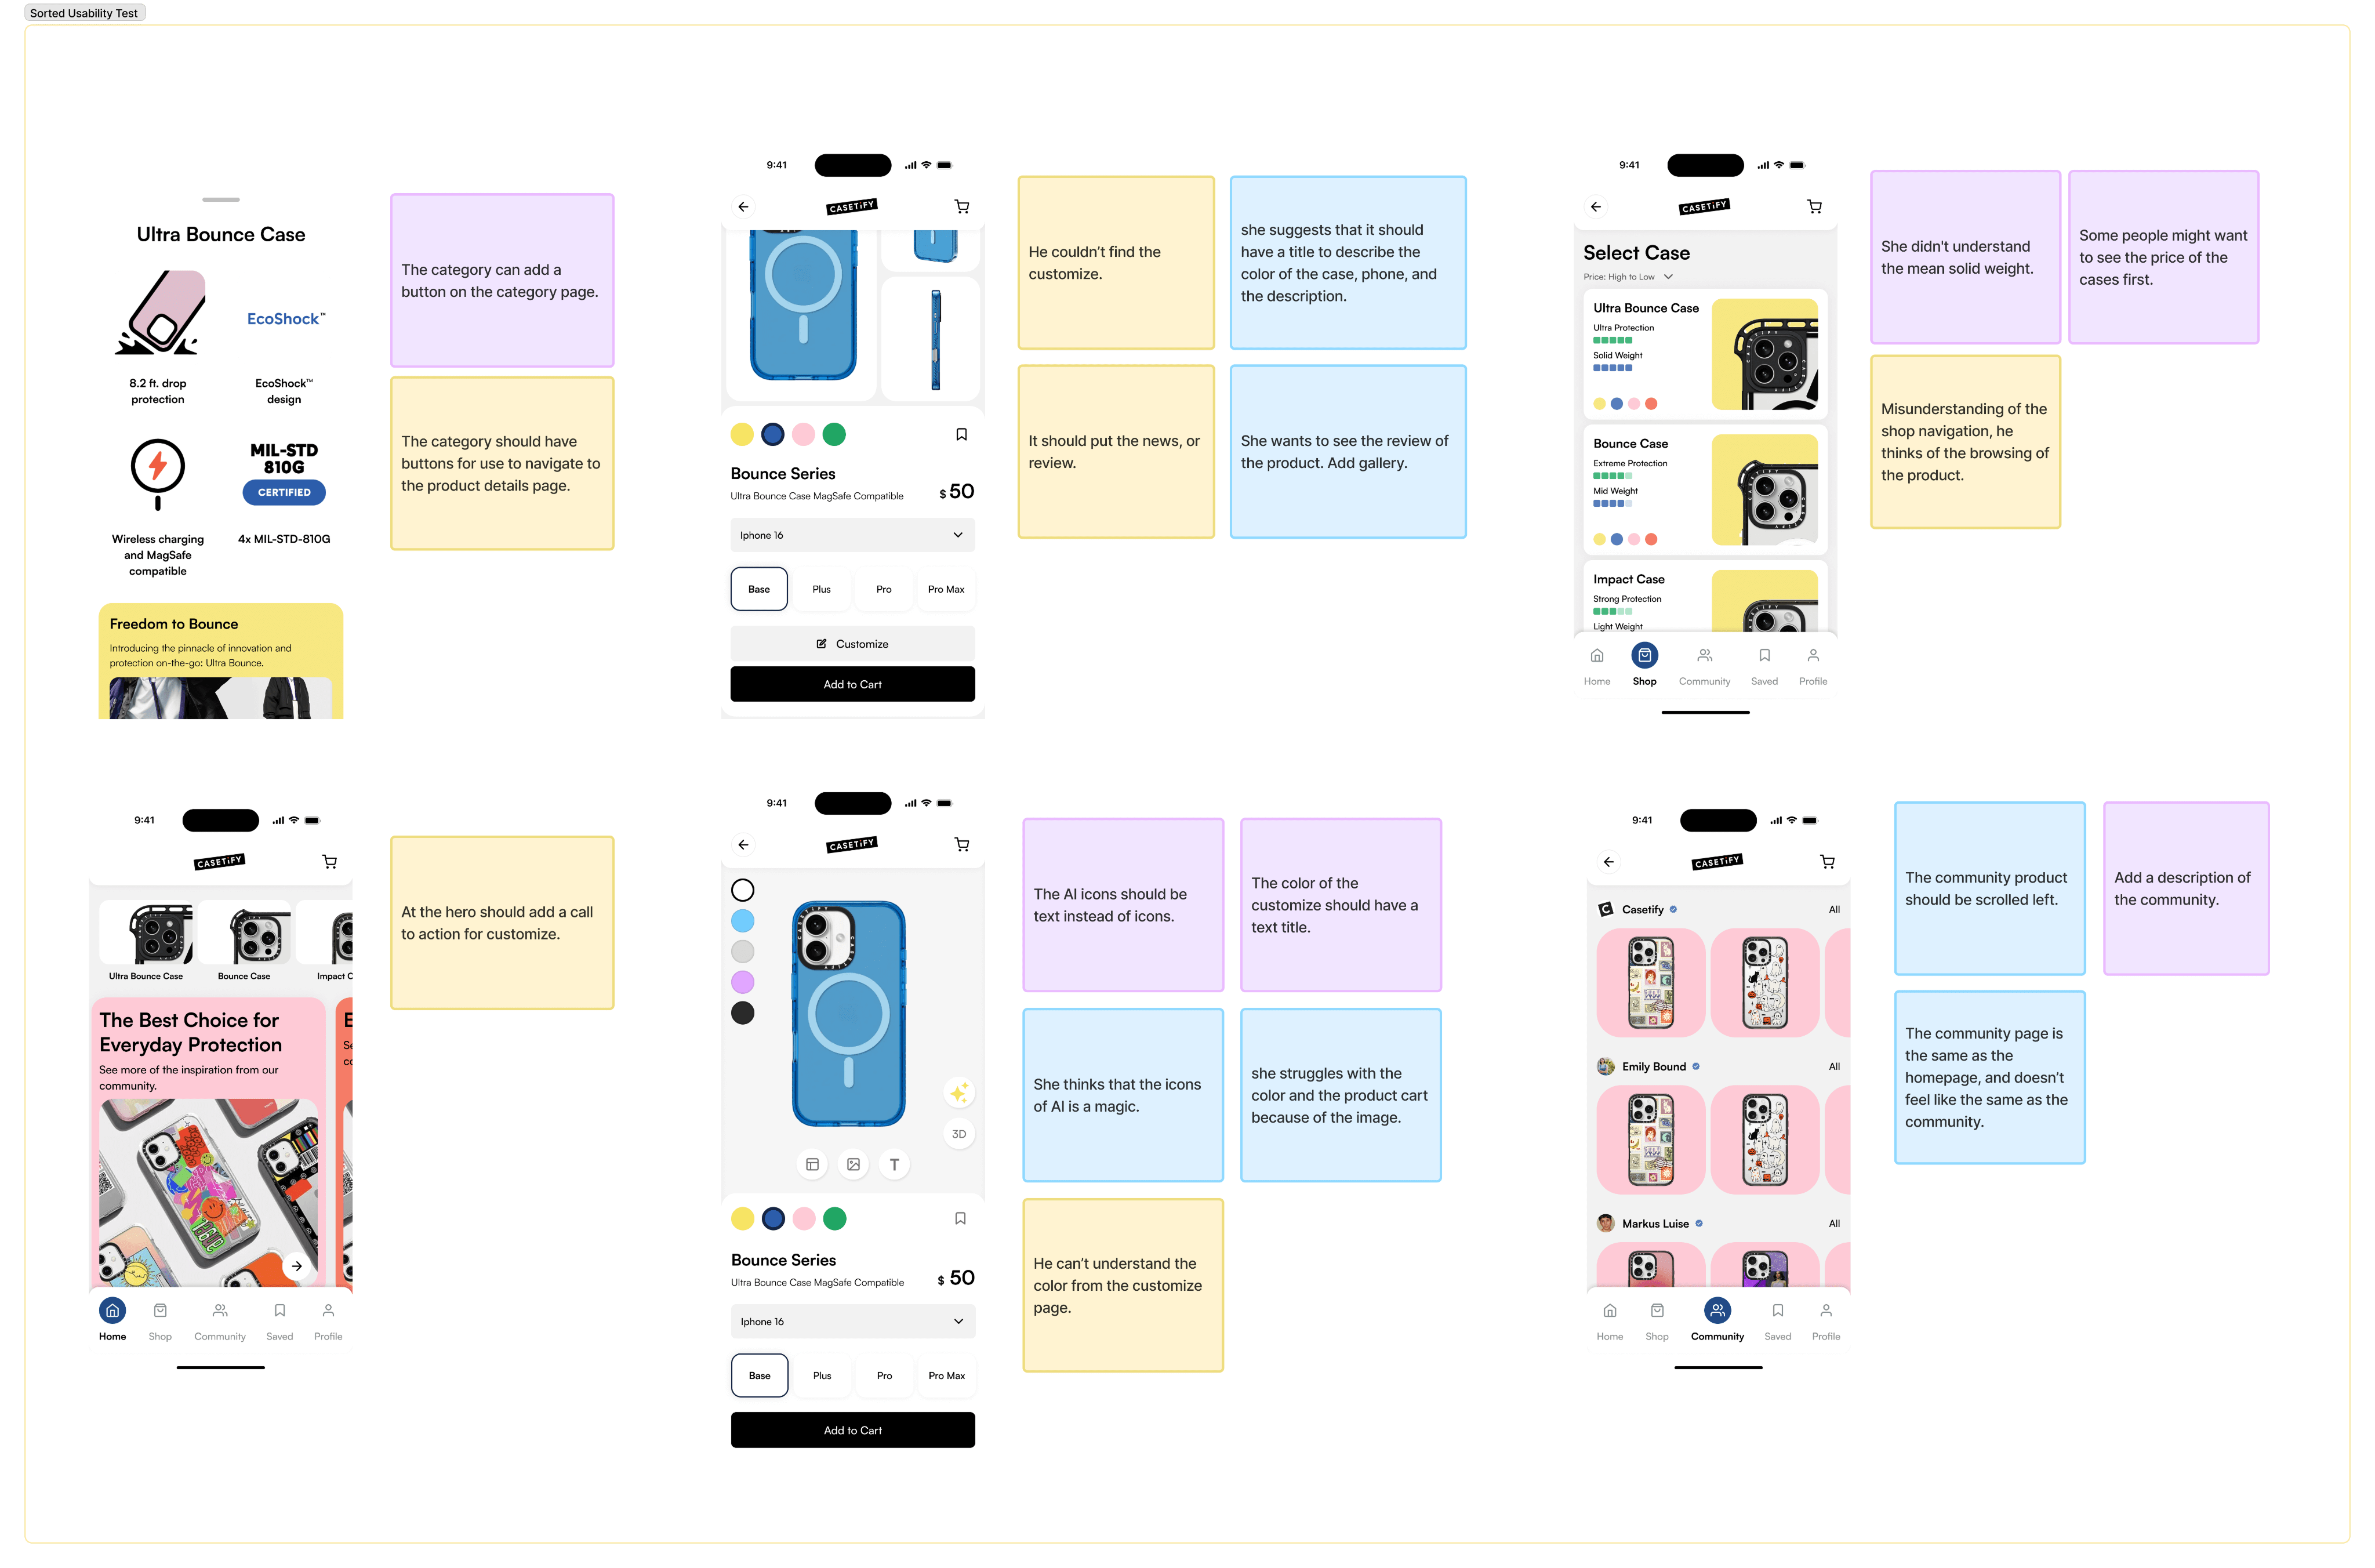 Sorted Usability Test
Ultra Bounce Case
EcoShock™
8.2 ft. drop
protection
EcoShock™
design
MIL-STD
810G
CERTIFIED
Wireless charging
and MagSafe
compatible
4x MIL-STD-810G
Freedom to Bounce
Introducing the pinnacle of innovation and
protection on-the-go: Ultra Bounce.
The category can add a
button on the category page.
The category should have
buttons for use to navigate to
the product details page.
9:41
CASETiFY
Bounce Series
Ultra Bounce Case MagSafe Compatible
$ 50
Iphone 16
Base
Plus
Pro
Pro Max
Customize
Add to Cart
He couldn't find the
customize.
she suggests that it should
have a title to describe the
color of the case, phone, and
the description.
It should put the news, or
review.
She wants to see the review of
the product. Add gallery.
9:41
CASETiFY
Select Case
Price: High to Low
Ultra Bounce Case
Ultra Protection
Solid Weight
Bounce Case
Extreme Protection
Mid Weight
Impact Case
Strong Protection
Light Weight
Home
Shop
Community
Saved
Profile
She didn't understand
the mean solid weight.
Some people might want
to see the price of the
cases first.
Misunderstanding of the
shop navigation, he
thinks of the browsing of
the product.
9:41
CASETiFY
Ultra Bounce Case
Bounce Case
Impact C
The Best Choice for
Everyday Protection
See more of the inspiration from our
community.
E
Se
co
Home
Shop
Community
Saved
Profile
At the hero should add a call
to action for customize.
9:41
CASETiFY
CASETiFY
3D
T
Bounce Series
Ultra Bounce Case MagSafe Compatible
$ 50
Iphone 16
Base
Plus
Pro
Pro Max
Add to Cart
The AI icons should be
text instead of icons.
The color of the
customize should have a
text title.
She thinks that the icons
of AI is a magic.
she struggles with the
color and the product cart
because of the image.
He can't understand the
color from the customize
page.
9:41
CASETiFY
Casetify
All
Emily Bound
All
Markus Luise
All
Home
Shop
Community
Saved
Profile
The community product
should be scrolled left.
Add a description of
the community.
The community page is
the same as the
homepage, and doesn't
feel like the same as the
community.